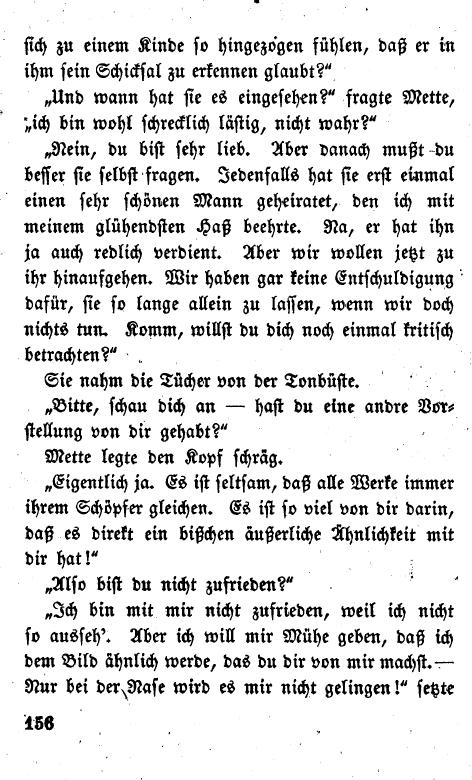 sich zu einem Kinde so hingezogen fühlen, daß er in
ihm sein Schicksal zu erkennen glaubt?“
„Und wann hat sie es eingesehen?“ fragte Mette,
„ich bin wohl schrecklich lästig, nicht wahr?“
„Nein, du bist sehr lieb. Aber danach mußt du
besser sie selbst fragen. Jedenfalls hat sie erst einmal
einen sehr schönen Mann geheiratet, den ich mit
meinem glühendsten Haß beehrte. Na, er hat ihn
ja auch redlich verdient. Aber wir wollen jetzt zu
ihr hinaufgehen. Wir haben gar keine Entschuldigung
dafür, sie so lange allein zu lassen, wenn wir doch
nichts tun. Komm, willst du dich noch einmal kritisch
betrachten?“
Sie nahm die Tücher von der Tonbüste.
„Bitte, schau dich an — hast du eine andre Vor-
stellung von dir gehabt?“
Mette legte den Kopf schräg.
„Eigentlich ja. Es ist seltsam, daß alle Werke immer
ihrem Schöpfer gleichen. Es ist so viel von dir darin,
daß es direkt ein bißchen äußerliche Ähnlichkeit mit
dir hat!“
„Also bist du nicht zufrieden?“
„Ich bin mit mir nicht zufrieden, weil ich nicht
so ausseh’. Aber ich will mir Mühe geben, daß ich
dem Bild ähnlich werde, das du dir von mir machst. —
Nur bei der Nase wird es mir nicht gelingen!“ setzte
156